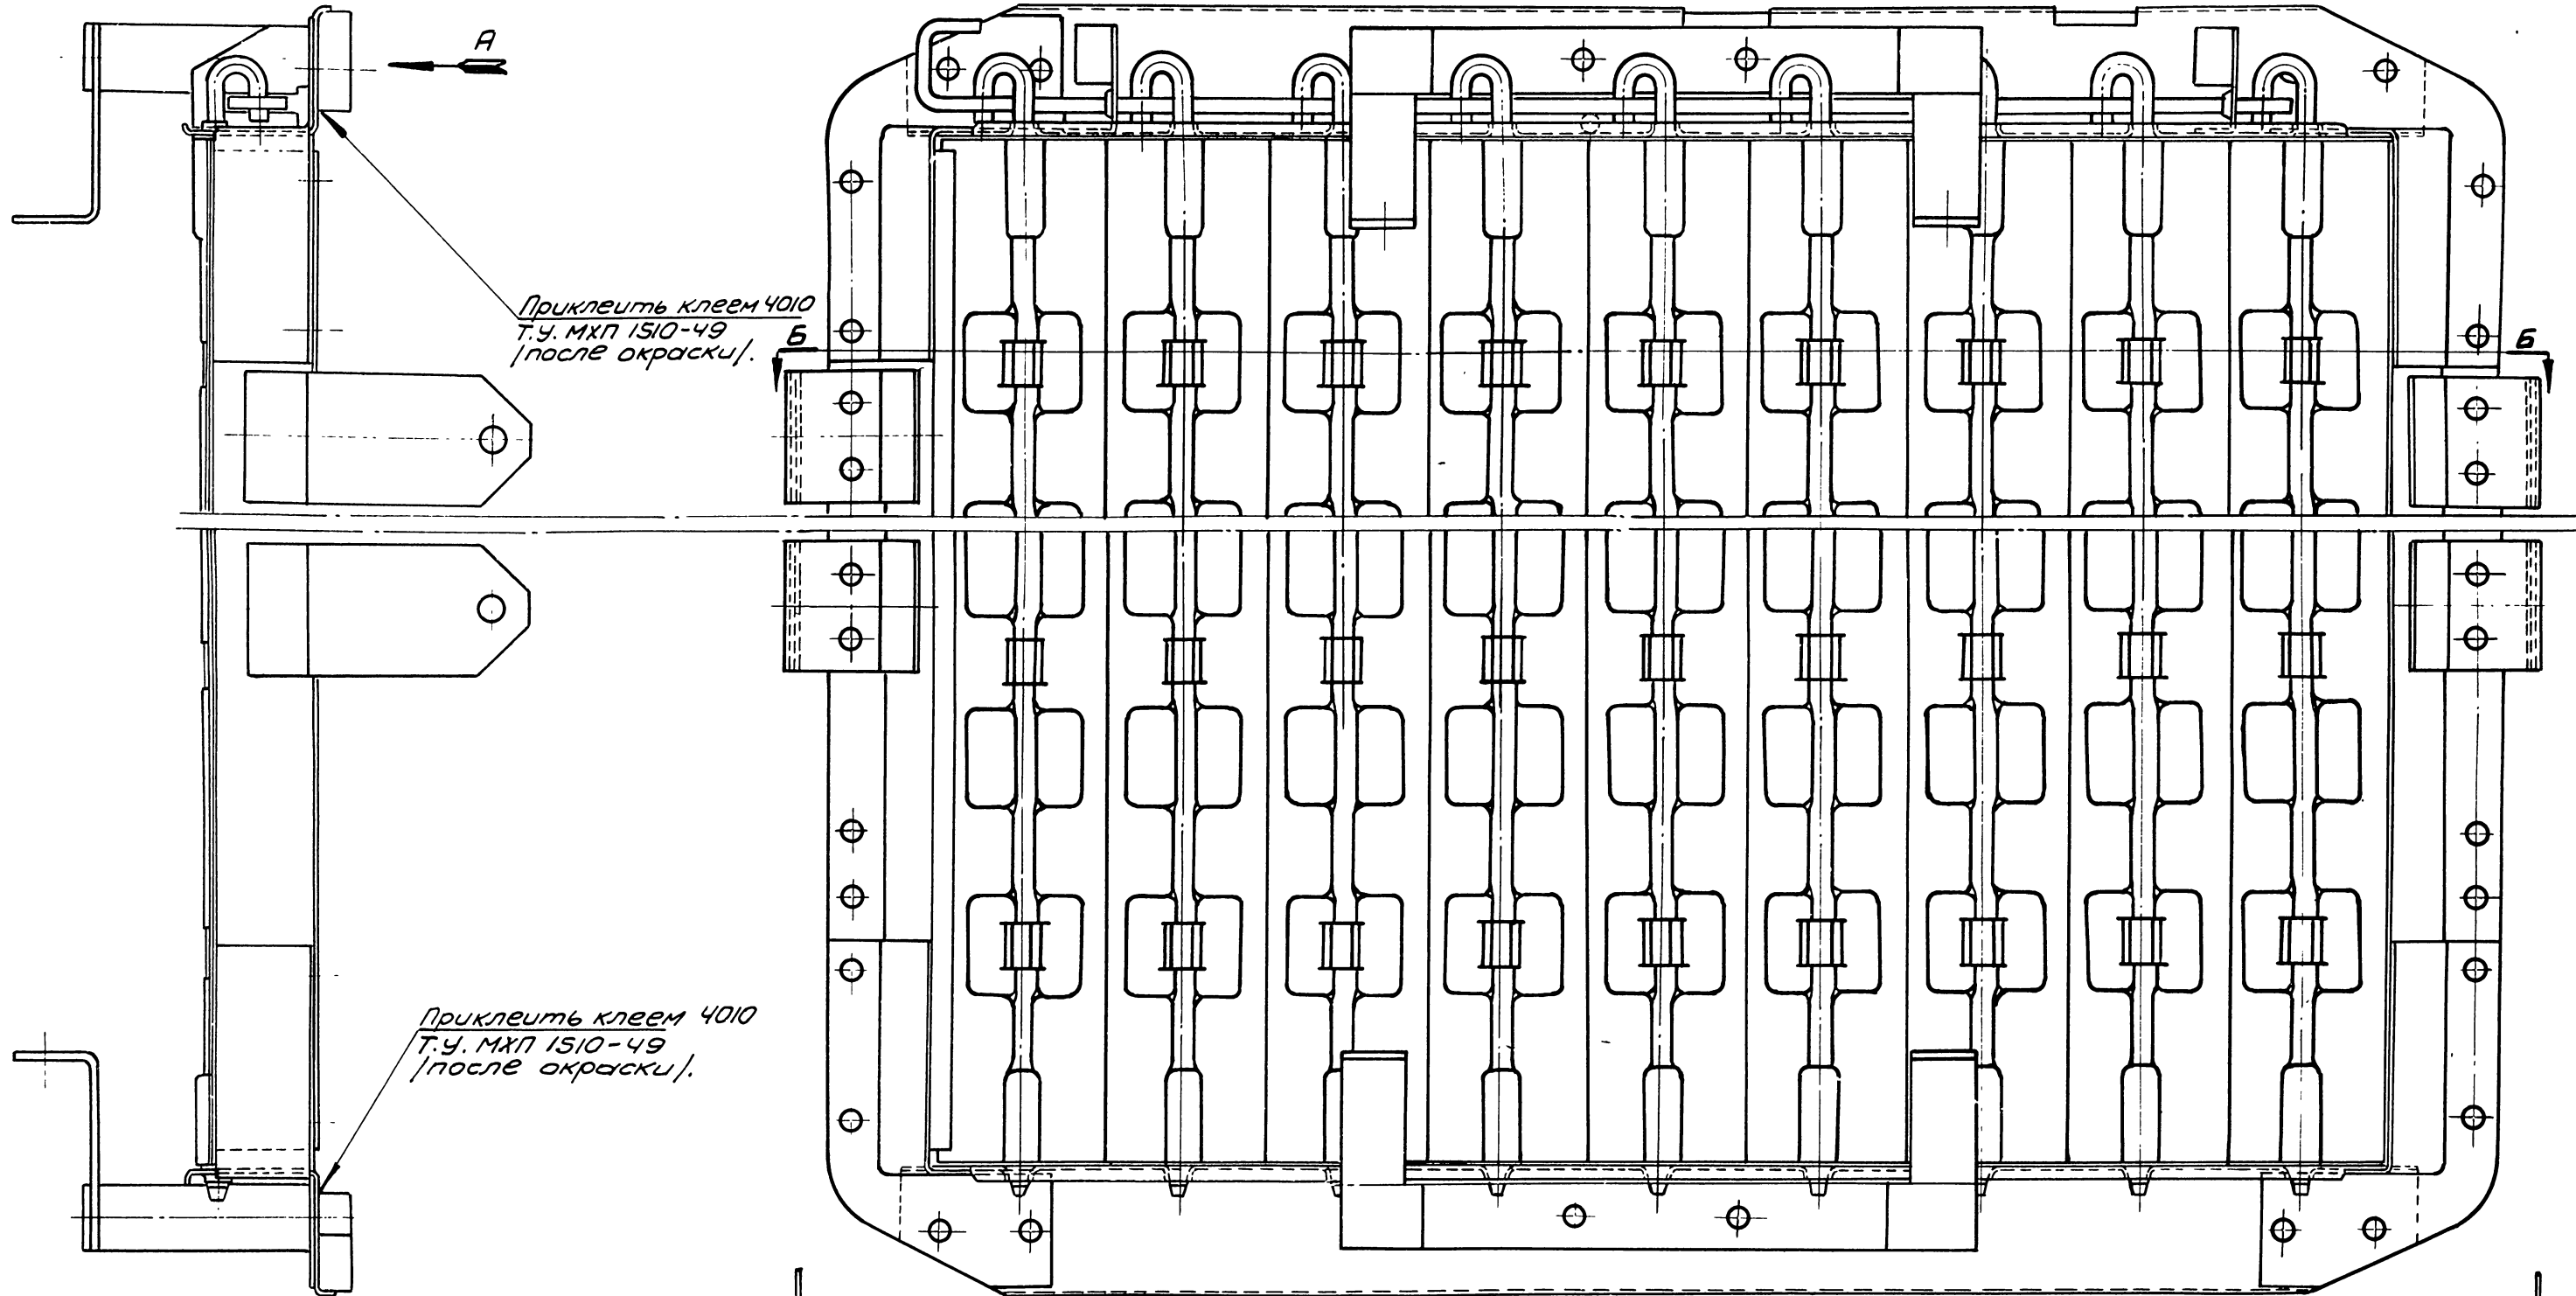 А
Приклеить клеем 4010
Т.У. МХП 1510-49
/после окраски/.
Б
Б
Приклеить клеем 4010
Т.У. МХП 1510-49
/после окраски/.